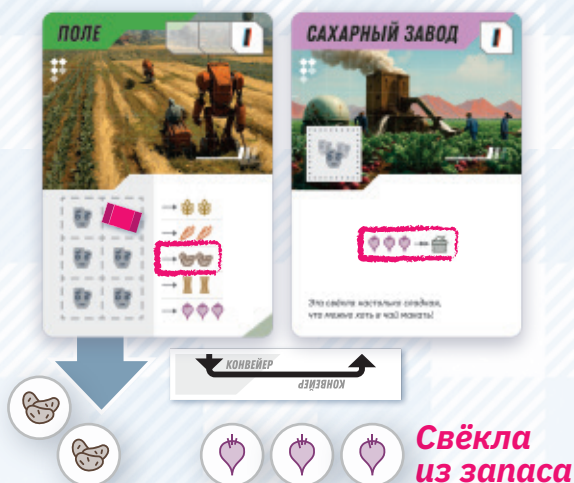 ПОЛЕ
I
САХАРНЫЙ ЗАВОД
I
Эта свёкла настолько сладкая,
что можно хоть в чай макать!
КОНВЕЙЕР
КОНВЕЙЕР
Свёкла
из запаса